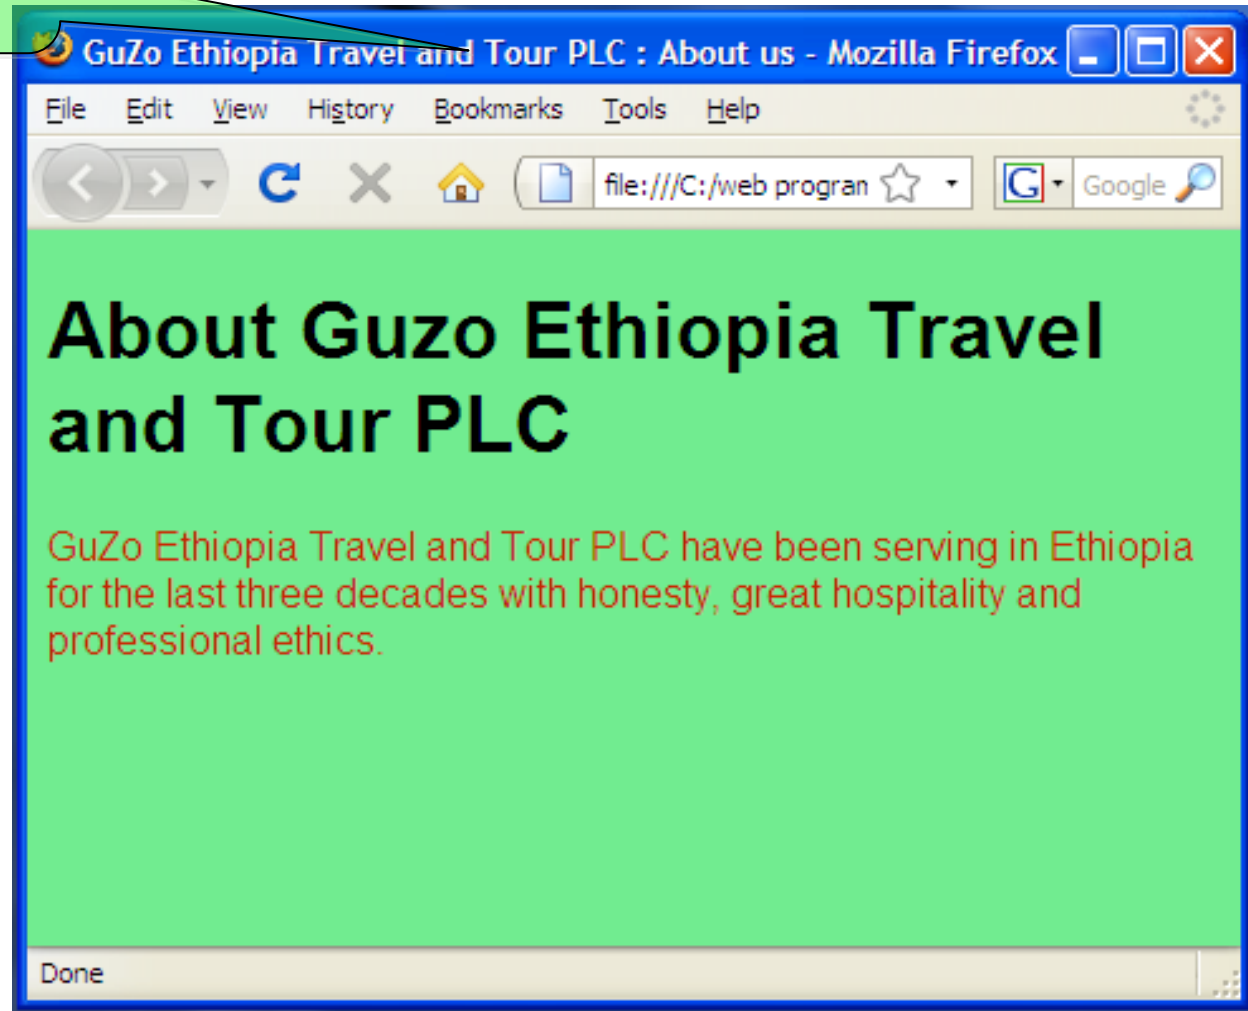 GuZo Ethiopia Travel and Tour PLC : About us - Mozilla Firefox
File Edit View History Bookmarks Tools Help
file:///C:/web progran Google
About Guzo Ethiopia Travel
and Tour PLC
GuZo Ethiopia Travel and Tour PLC have been serving in Ethiopia
for the last three decades with honesty, great hospitality and
professional ethics.
Done